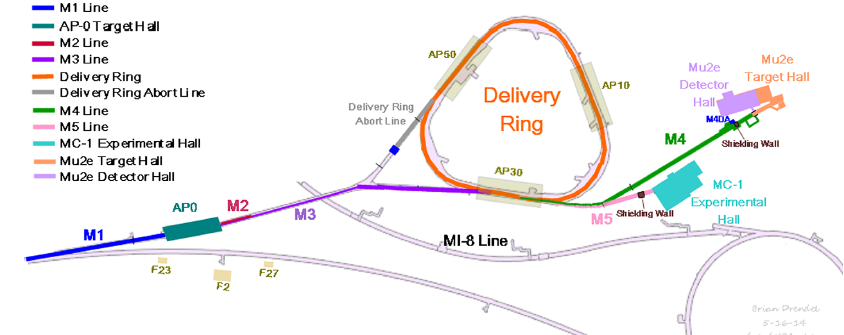 M1 Line
AP-0 Target Hall
M2 Line
M3 Line
Delivery Ring
Delivery Ring Abort Line
M4 Line
M5 Line
MC-1 Experimental Hall
Mu2e Target Hall
Mu2e Detector Hall
AP50
Delivery Ring
Abort Line
Delivery
Ring
AP10
AP30
Mu2e
Detector
Hall
Mu2e
Target Hall
M4DA
Shielding Wall
M4
MC-1
Experimental
Hall
Shielding Wall
M5
AP0
M2
M3
M1
MI-8 Line
F23
F2
F27
Brian Drendel
5-16-14